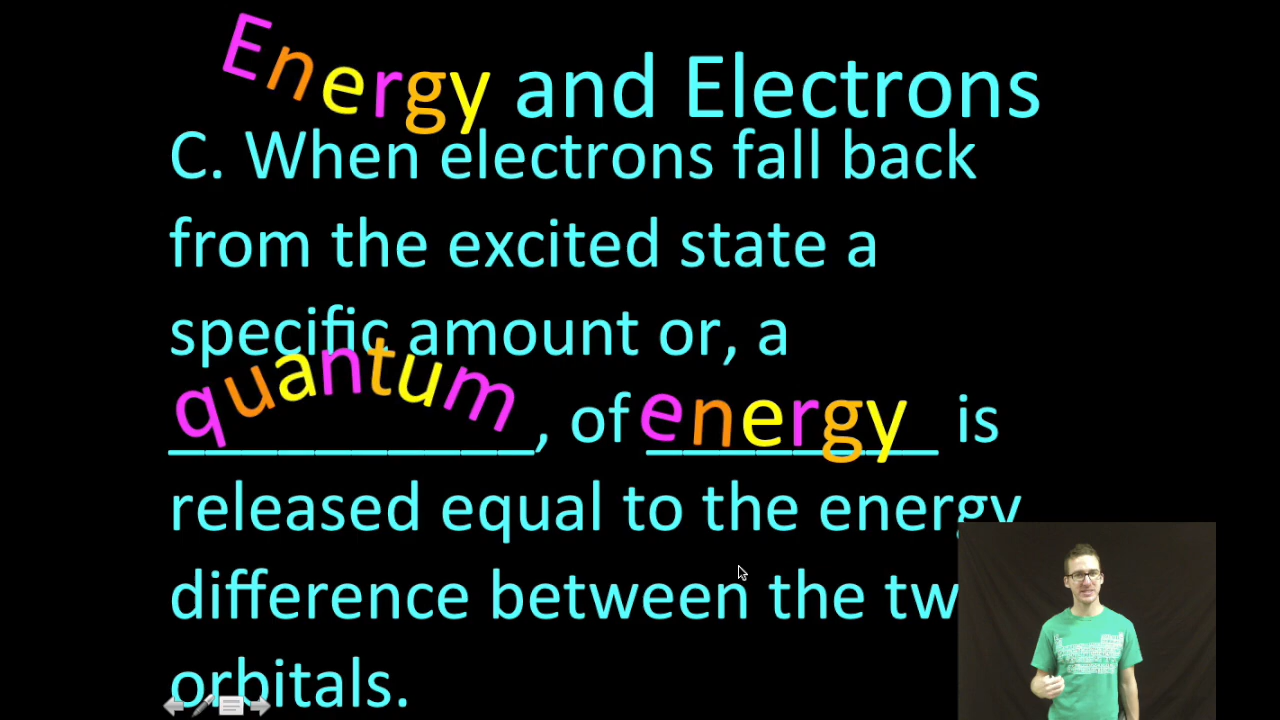 Energy and Electrons
C. When electrons fall back
from the excited state a
specific amount or, a
quantum, of energy is
released equal to the energy
difference between the tw
orbitals.